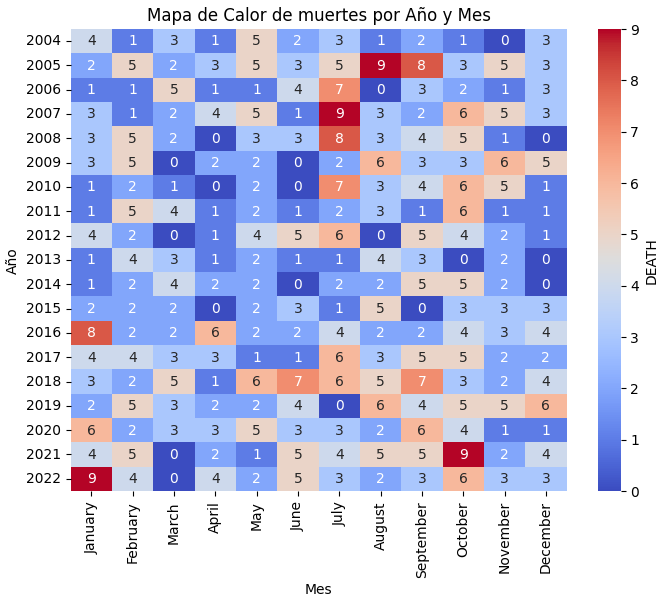 Mapa de Calor de muertes por Año y Mes
2004 4 1 3 1 5 2 3 1 2 1 0 3
2005 2 5 2 3 5 3 5 9 8 3 5 3
2006 1 1 5 1 1 4 7 0 3 2 1 3
2007 3 1 2 4 5 1 9 3 2 6 5 3
2008 3 5 2 0 3 3 8 3 4 5 1 0
2009 3 5 0 2 2 0 2 6 3 3 6 5
2010 1 2 1 0 2 0 7 3 4 6 5 1
2011 1 5 4 1 2 1 2 3 1 6 1 1
2012 4 2 0 1 4 5 6 0 5 4 2 1
2013 1 4 3 1 2 1 1 4 3 0 2 0
2014 1 2 4 2 2 0 2 2 5 5 2 0
2015 2 2 2 0 2 3 1 5 0 3 3 3
2016 8 2 2 6 2 2 4 2 2 4 3 4
2017 4 4 3 3 1 1 6 3 5 5 2 2
2018 3 2 5 1 6 7 6 5 7 3 2 4
2019 2 5 3 2 2 4 0 6 4 5 5 6
2020 6 2 3 3 5 3 3 2 6 4 1 1
2021 4 5 0 2 1 5 4 5 5 9 2 4
2022 9 4 0 4 2 5 3 2 3 6 3 3
January February March April May June July August September October November December
Mes
Año
9
8
7
6
5
4
3
2
1
0
DEATH